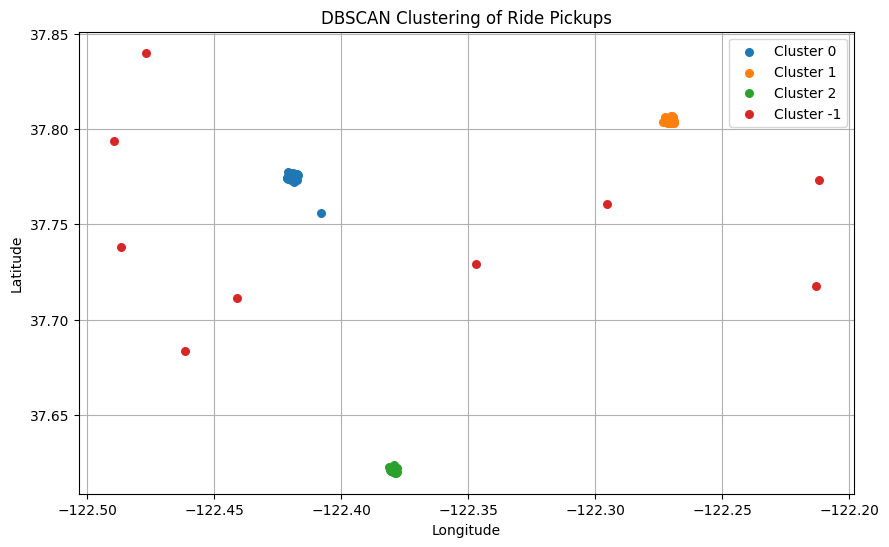 DBSCAN Clustering of Ride Pickups
37.85
37.80
37.75
37.70
37.65
Latitude
Cluster 0
Cluster 1
Cluster 2
Cluster -1
−122.50 −122.45 −122.40 −122.35 −122.30 −122.25 −122.20
Longitude